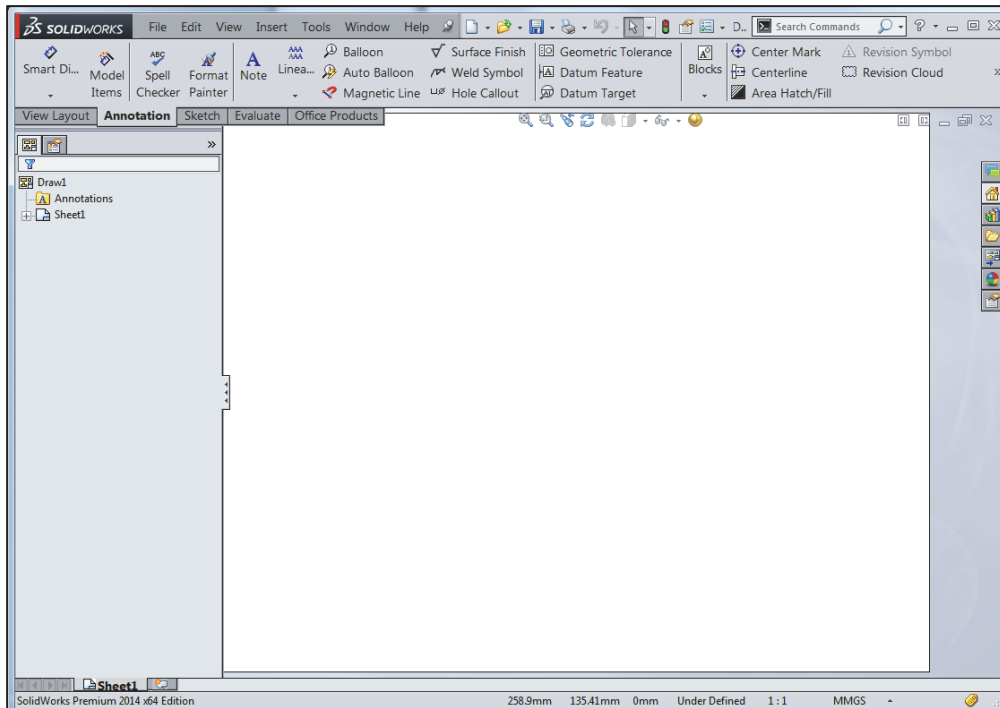 SOLIDWORKS File Edit View Insert Tools Window Help D.. Search Commands ?
Smart Di... Model Items ABC Spell Checker Format Painter A Note Linea... Balloon Surface Finish Geometric Tolerance Blocks Center Mark Revision Symbol
Auto Balloon Weld Symbol Datum Feature Centerline Revision Cloud
Magnetic Line Hole Callout Datum Target Area Hatch/Fill
View Layout Annotation Sketch Evaluate Office Products
Draw1
A Annotations
Sheet1
Sheet1
SolidWorks Premium 2014 x64 Edition 258.9mm 135.41mm 0mm Under Defined 1:1 MMGS